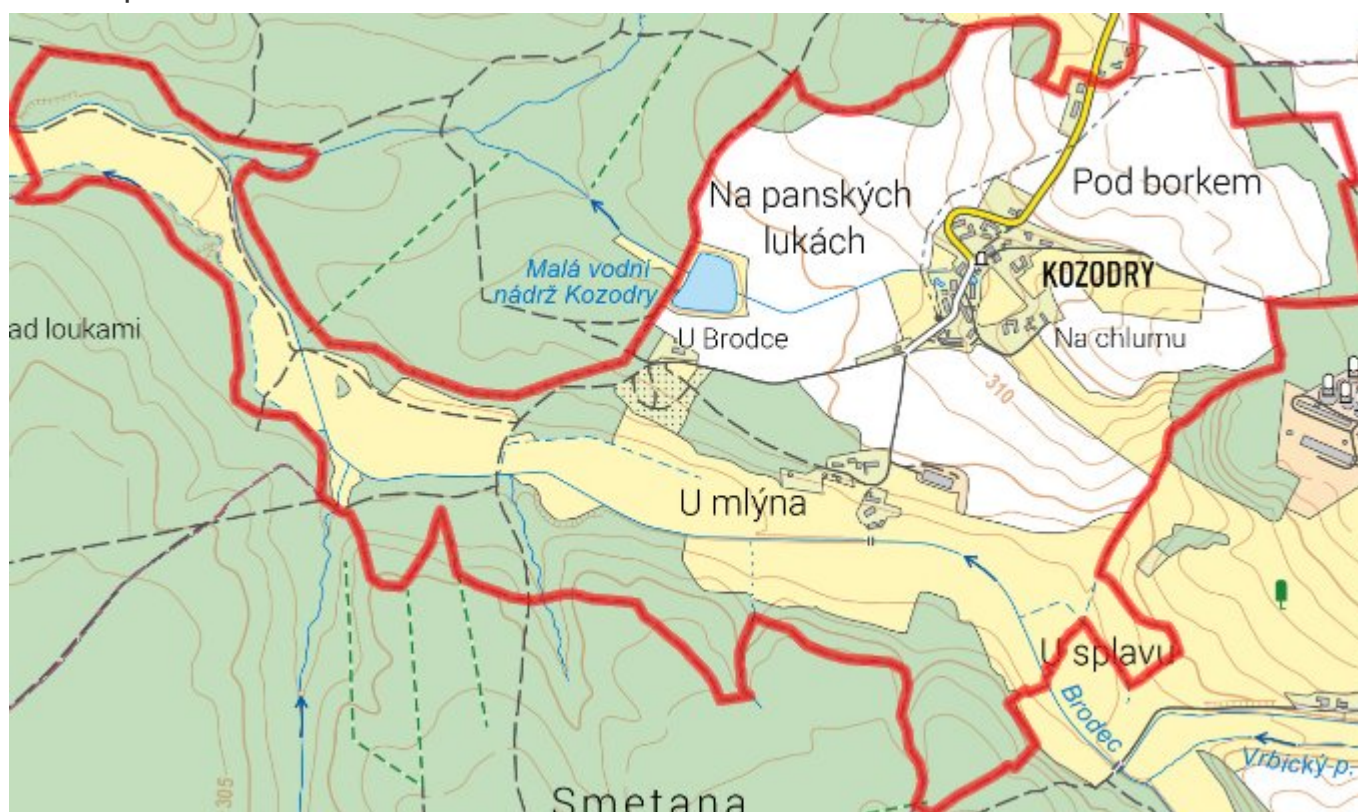 Na panských
lukách
Pod borkem
Malá vodní
nádrž Kozodry
KOZODRY
ad loukami
U Brodce
Na chlumu
310
U mlýna
U splavu
Brodec
Vrbický p.
305
Smetana